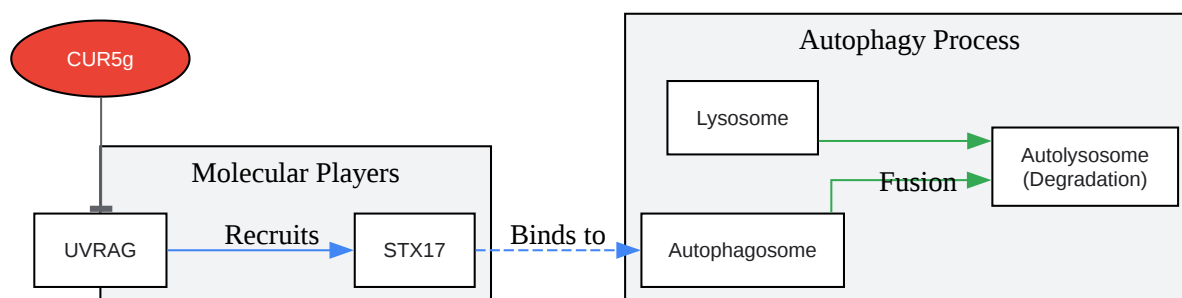 CUR5g
Molecular Players
UVRAG
Recruits
STX17
Binds to
Autophagy Process
Lysosome
Autophagosome
Fusion
Autolysosome
(Degradation)